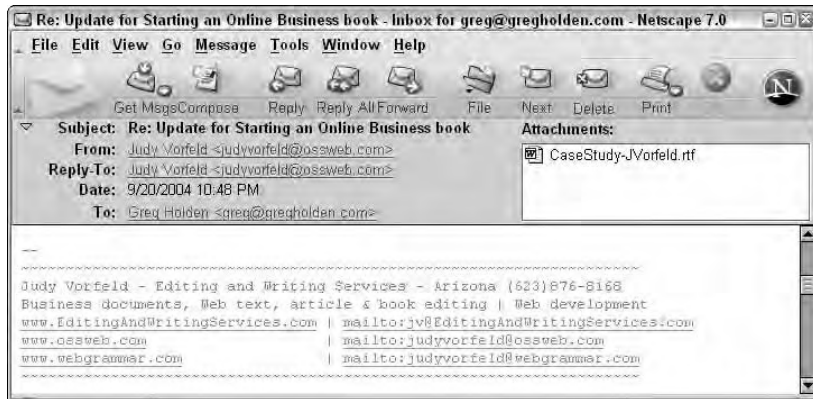 Re: Update for Starting an Online Business book - Inbox for greg@gregholden.com - Netscape 7.0
File Edit View Go Message Tools Window Help
Get Msgs Compose Reply Reply All Forward File Next Delete Print
N
Subject: Re: Update for Starting an Online Business book
From: Judy Vorfeld <judyvorfeld@ossweb.com>
Reply-To: Judy Vorfeld <judyvorfeld@ossweb.com>
Date: 9/20/2004 10:48 PM
To: Greg Holden <greg@gregholden.com>
Attachments:
CaseStudy-JVorfeld.rtf
--
~~~~~~~~~~~~~~~~~~~~~~~~~~~~~~~~~~~~~~~~~~~~~~~~~~~~~~~~~~~~~~~~~
Judy Vorfeld - Editing and Writing Services - Arizona (623)876-8168
Business documents, Web text, article & book editing | Web development
www.EditingAndWritingServices.com | mailto:jv@EditingAndWritingServices.com
www.ossweb.com | mailto:judyvorfeld@ossweb.com
www.webgrammar.com | mailto:judyvorfeld@webgrammar.com
~~~~~~~~~~~~~~~~~~~~~~~~~~~~~~~~~~~~~~~~~~~~~~~~~~~~~~~~~~~~~~~~~